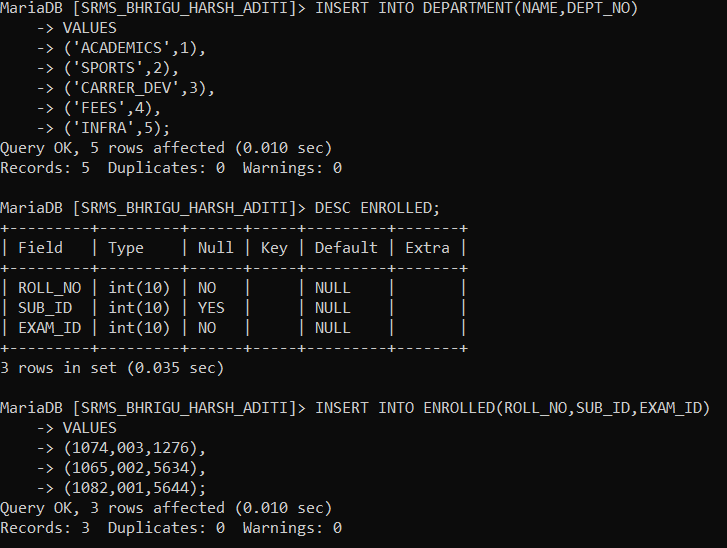 MariaDB [SRMS_BHRIGU_HARSH_ADITI]> INSERT INTO DEPARTMENT(NAME,DEPT_NO)
    -> VALUES
    -> ('ACADEMICS',1),
    -> ('SPORTS',2),
    -> ('CARRER_DEV',3),
    -> ('FEES',4),
    -> ('INFRA',5);
Query OK, 5 rows affected (0.010 sec)
Records: 5  Duplicates: 0  Warnings: 0

MariaDB [SRMS_BHRIGU_HARSH_ADITI]> DESC ENROLLED;
+---------+---------+------+-----+---------+-------+
| Field   | Type    | Null | Key | Default | Extra |
+---------+---------+------+-----+---------+-------+
| ROLL_NO | int(10) | NO   |     | NULL    |       |
| SUB_ID  | int(10) | YES  |     | NULL    |       |
| EXAM_ID | int(10) | NO   |     | NULL    |       |
+---------+---------+------+-----+---------+-------+
3 rows in set (0.035 sec)

MariaDB [SRMS_BHRIGU_HARSH_ADITI]> INSERT INTO ENROLLED(ROLL_NO,SUB_ID,EXAM_ID)
    -> VALUES
    -> (1074,003,1276),
    -> (1065,002,5634),
    -> (1082,001,5644);
Query OK, 3 rows affected (0.010 sec)
Records: 3  Duplicates: 0  Warnings: 0